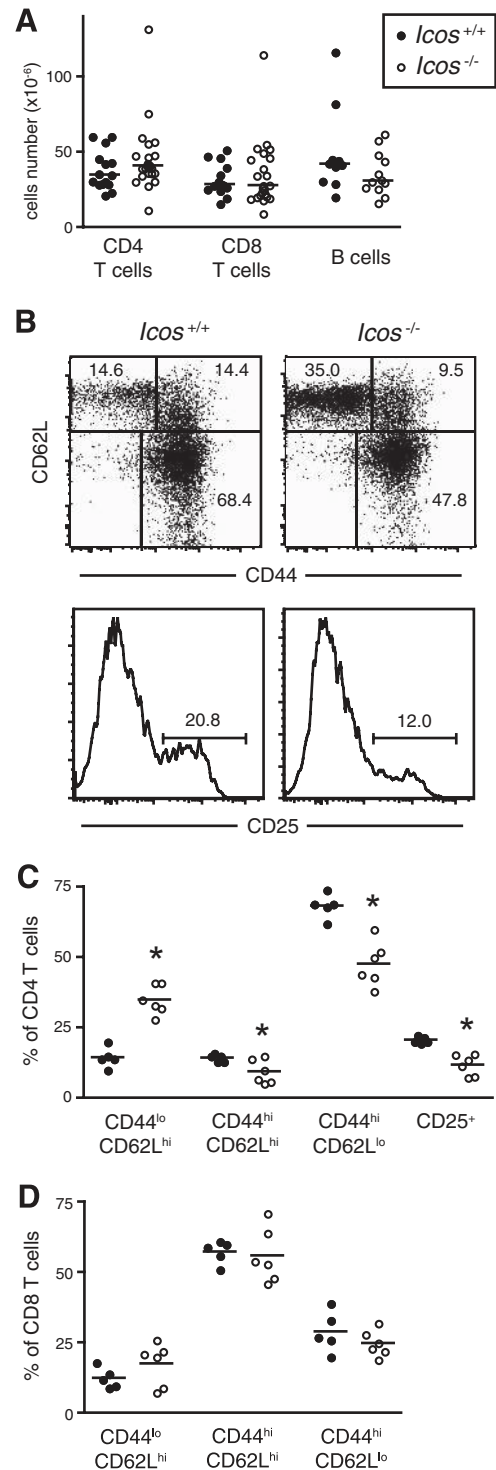 A
Icos+/+
Icos-/-
cells number (x10-6)
100
50
0
CD4
T cells
CD8
T cells
B cells
B
Icos+/+
Icos-/-
14.6
14.4
68.4
35.0
9.5
47.8
CD62L
CD44
20.8
12.0
CD25
C
% of CD4 T cells
75
50
25
0
*
*
*
*
CD44lo
CD62Lhi
CD44hi
CD62Lhi
CD44hi
CD62Llo
CD25+
D
% of CD8 T cells
75
50
25
0
CD44lo
CD62Lhi
CD44hi
CD62Lhi
CD44hi
CD62Llo